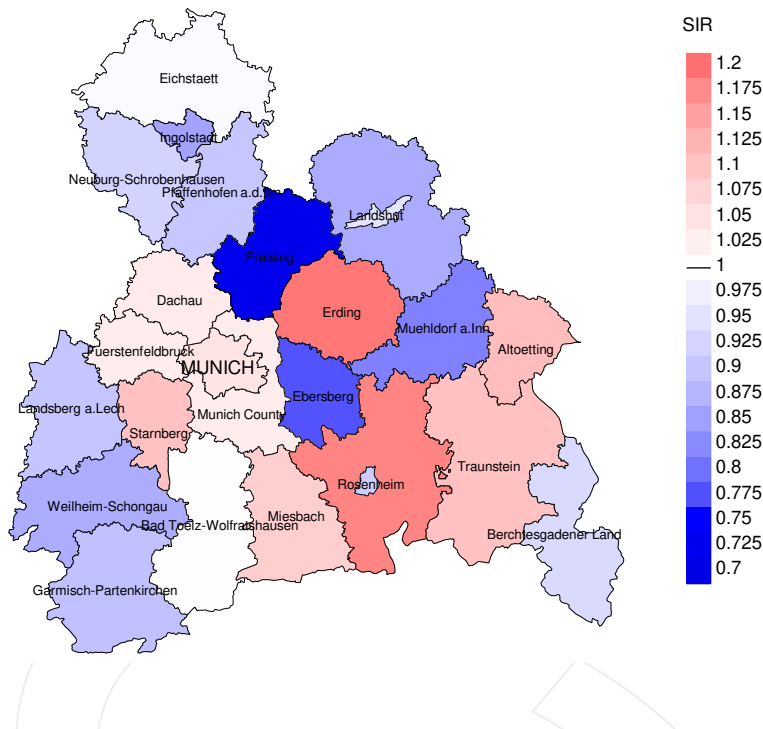 SIR
1.2
1.175
1.15
1.125
1.1
1.075
1.05
1.025
1
0.975
0.95
0.925
0.9
0.875
0.85
0.825
0.8
0.775
0.75
0.725
0.7
Eichstaett
Ingolstadt
Neuburg-Schrobenhausen
Pfaffenhofen a.d.Ilm
Landshut
Freising
Dachau
Erding
Muehldorf a.Inn
Altoetting
Fuerstenfeldbruck
MUNICH
Ebersberg
Landsberg a.Lech
Munich County
Starnberg
Traunstein
Rosenheim
Weilheim-Schongau
Miesbach
Bad Toelz-Wolfratshausen
Berchtesgadener Land
Garmisch-Partenkirchen